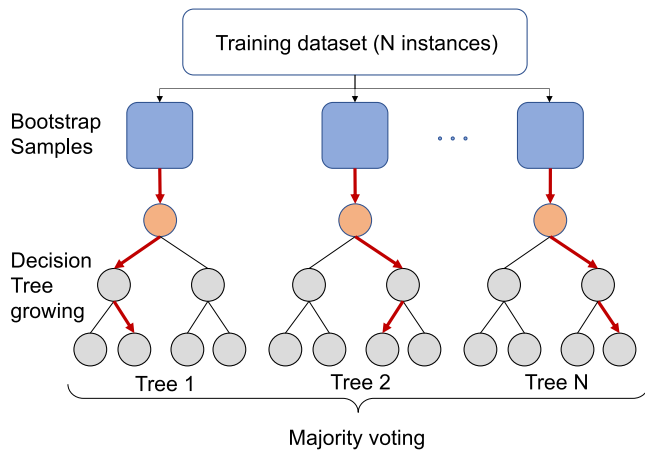 Training dataset (N instances)
Bootstrap
Samples
Decision
Tree
growing
Tree 1
Tree 2
Tree N
Majority voting